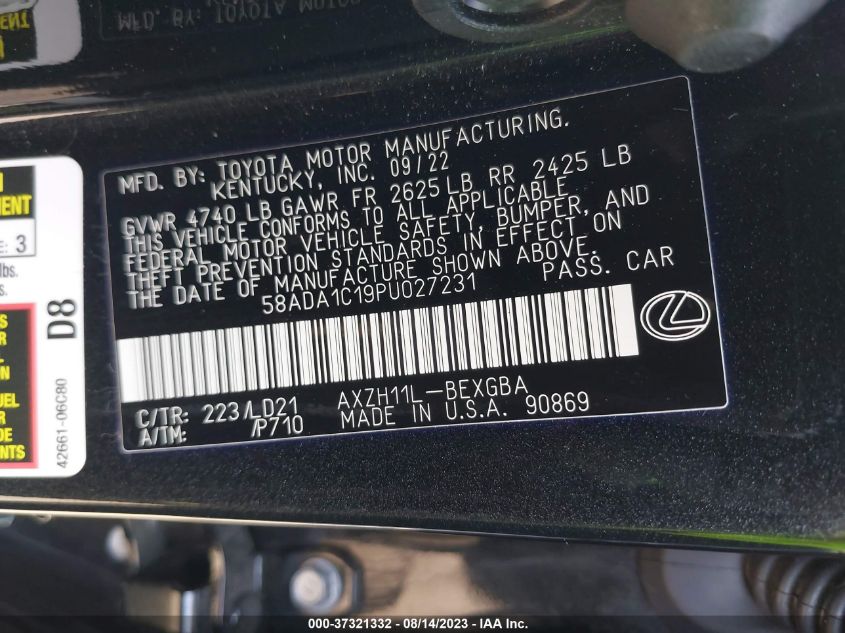 MFD. BY: TOYOTA MOTOR MANUFACTURING.
KENTUCKY, INC. 09/22
GVWR 4740 LB GAWR FR 2625 LB RR 2425 LB
THIS VEHICLE CONFORMS TO ALL APPLICABLE
FEDERAL MOTOR VEHICLE SAFETY, BUMPER, AND
THEFT PREVENTION STANDARDS IN EFFECT ON
THE DATE OF MANUFACTURE SHOWN ABOVE.
58ADA1C19PU027231 PASS. CAR
C/TR: 223/LD21 AXZH11L-BEXGBA
A/TM: /P710 MADE IN U.S.A. 90869
MENT
3
lbs.
D8
42661-06C80
000-37321332 - 08/14/2023 - © IAA Inc.